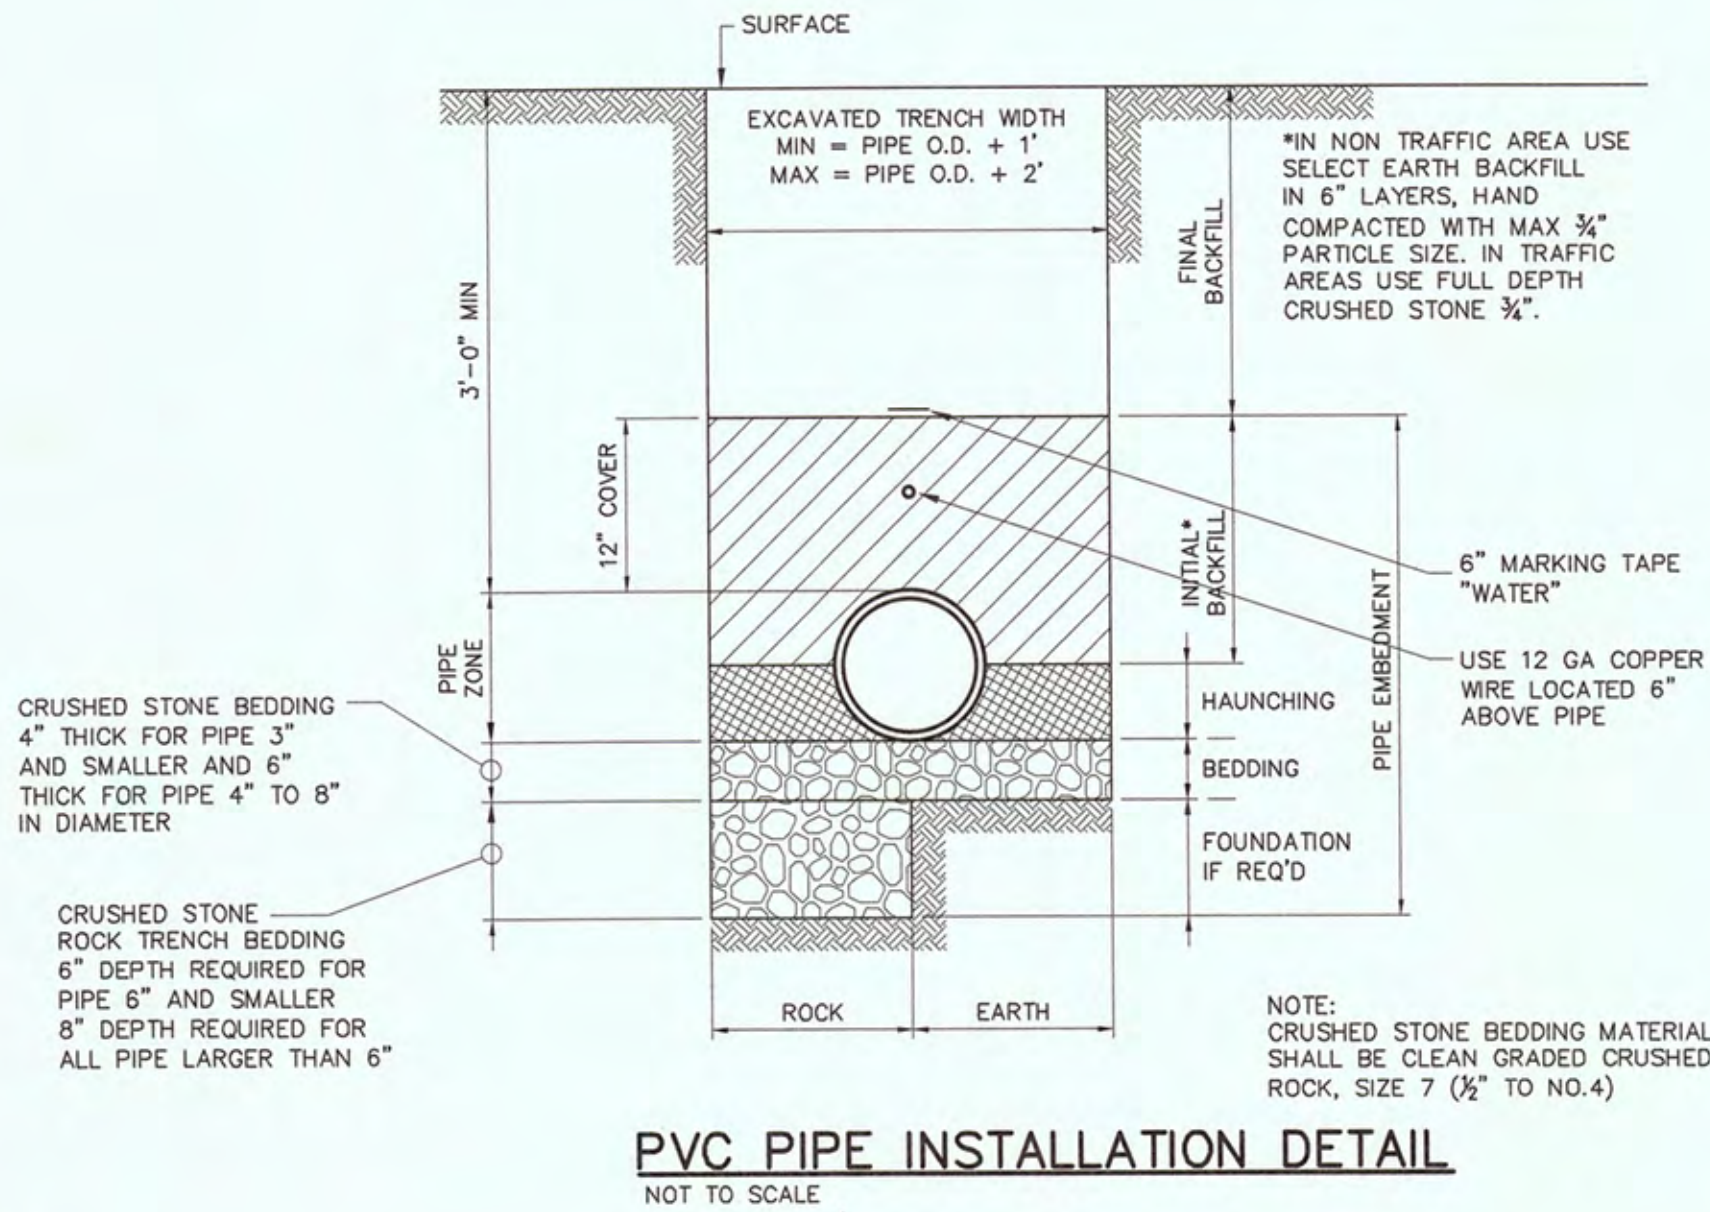 SURFACE
EXCAVATED TRENCH WIDTH
MIN = PIPE O.D. + 1'
MAX = PIPE O.D. + 2'
*IN NON TRAFFIC AREA USE
SELECT EARTH BACKFILL
IN 6" LAYERS, HAND
COMPACTED WITH MAX ¾"
PARTICLE SIZE. IN TRAFFIC
AREAS USE FULL DEPTH
CRUSHED STONE ¾".
FINAL
BACKFILL
3'-0" MIN
12" COVER
INITIAL*
BACKFILL
6" MARKING TAPE
"WATER"
PIPE EMBEDMENT
PIPE
ZONE
USE 12 GA COPPER
WIRE LOCATED 6"
ABOVE PIPE
HAUNCHING
CRUSHED STONE BEDDING
4" THICK FOR PIPE 3"
AND SMALLER AND 6"
THICK FOR PIPE 4" TO 8"
IN DIAMETER
BEDDING
FOUNDATION
IF REQ'D
CRUSHED STONE
ROCK TRENCH BEDDING
6" DEPTH REQUIRED FOR
PIPE 6" AND SMALLER
8" DEPTH REQUIRED FOR
ALL PIPE LARGER THAN 6"
ROCK
EARTH
NOTE:
CRUSHED STONE BEDDING MATERIAL
SHALL BE CLEAN GRADED CRUSHED
ROCK, SIZE 7 (½" TO NO.4)
PVC PIPE INSTALLATION DETAIL
NOT TO SCALE